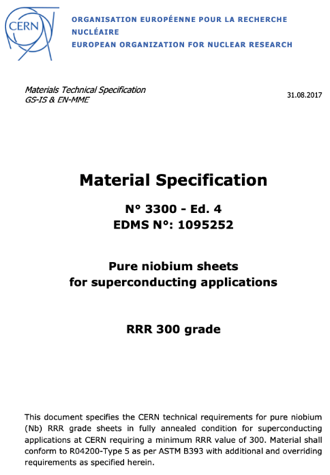 CERN
ORGANISATION EUROPÉENNE POUR LA RECHERCHE
NUCLÉAIRE
EUROPEAN ORGANIZATION FOR NUCLEAR RESEARCH
Materials Technical Specification
GS-IS & EN-MME
31.08.2017
Material Specification
N° 3300 - Ed. 4
EDMS N°: 1095252
Pure niobium sheets
for superconducting applications
RRR 300 grade
This document specifies the CERN technical requirements for pure niobium
(Nb) RRR grade sheets in fully annealed condition for superconducting
applications at CERN requiring a minimum RRR value of 300. Material shall
conform to R04200-Type 5 as per ASTM B393 with additional and overriding
requirements as specified herein.